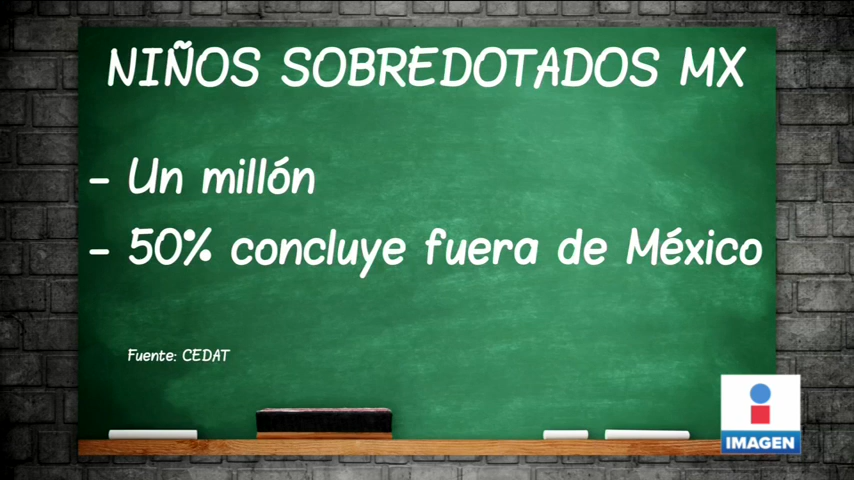 NIÑOS SOBREDOTADOS MX
- Un millón
- 50% concluye fuera de México
Fuente: CEDAT
IMAGEN